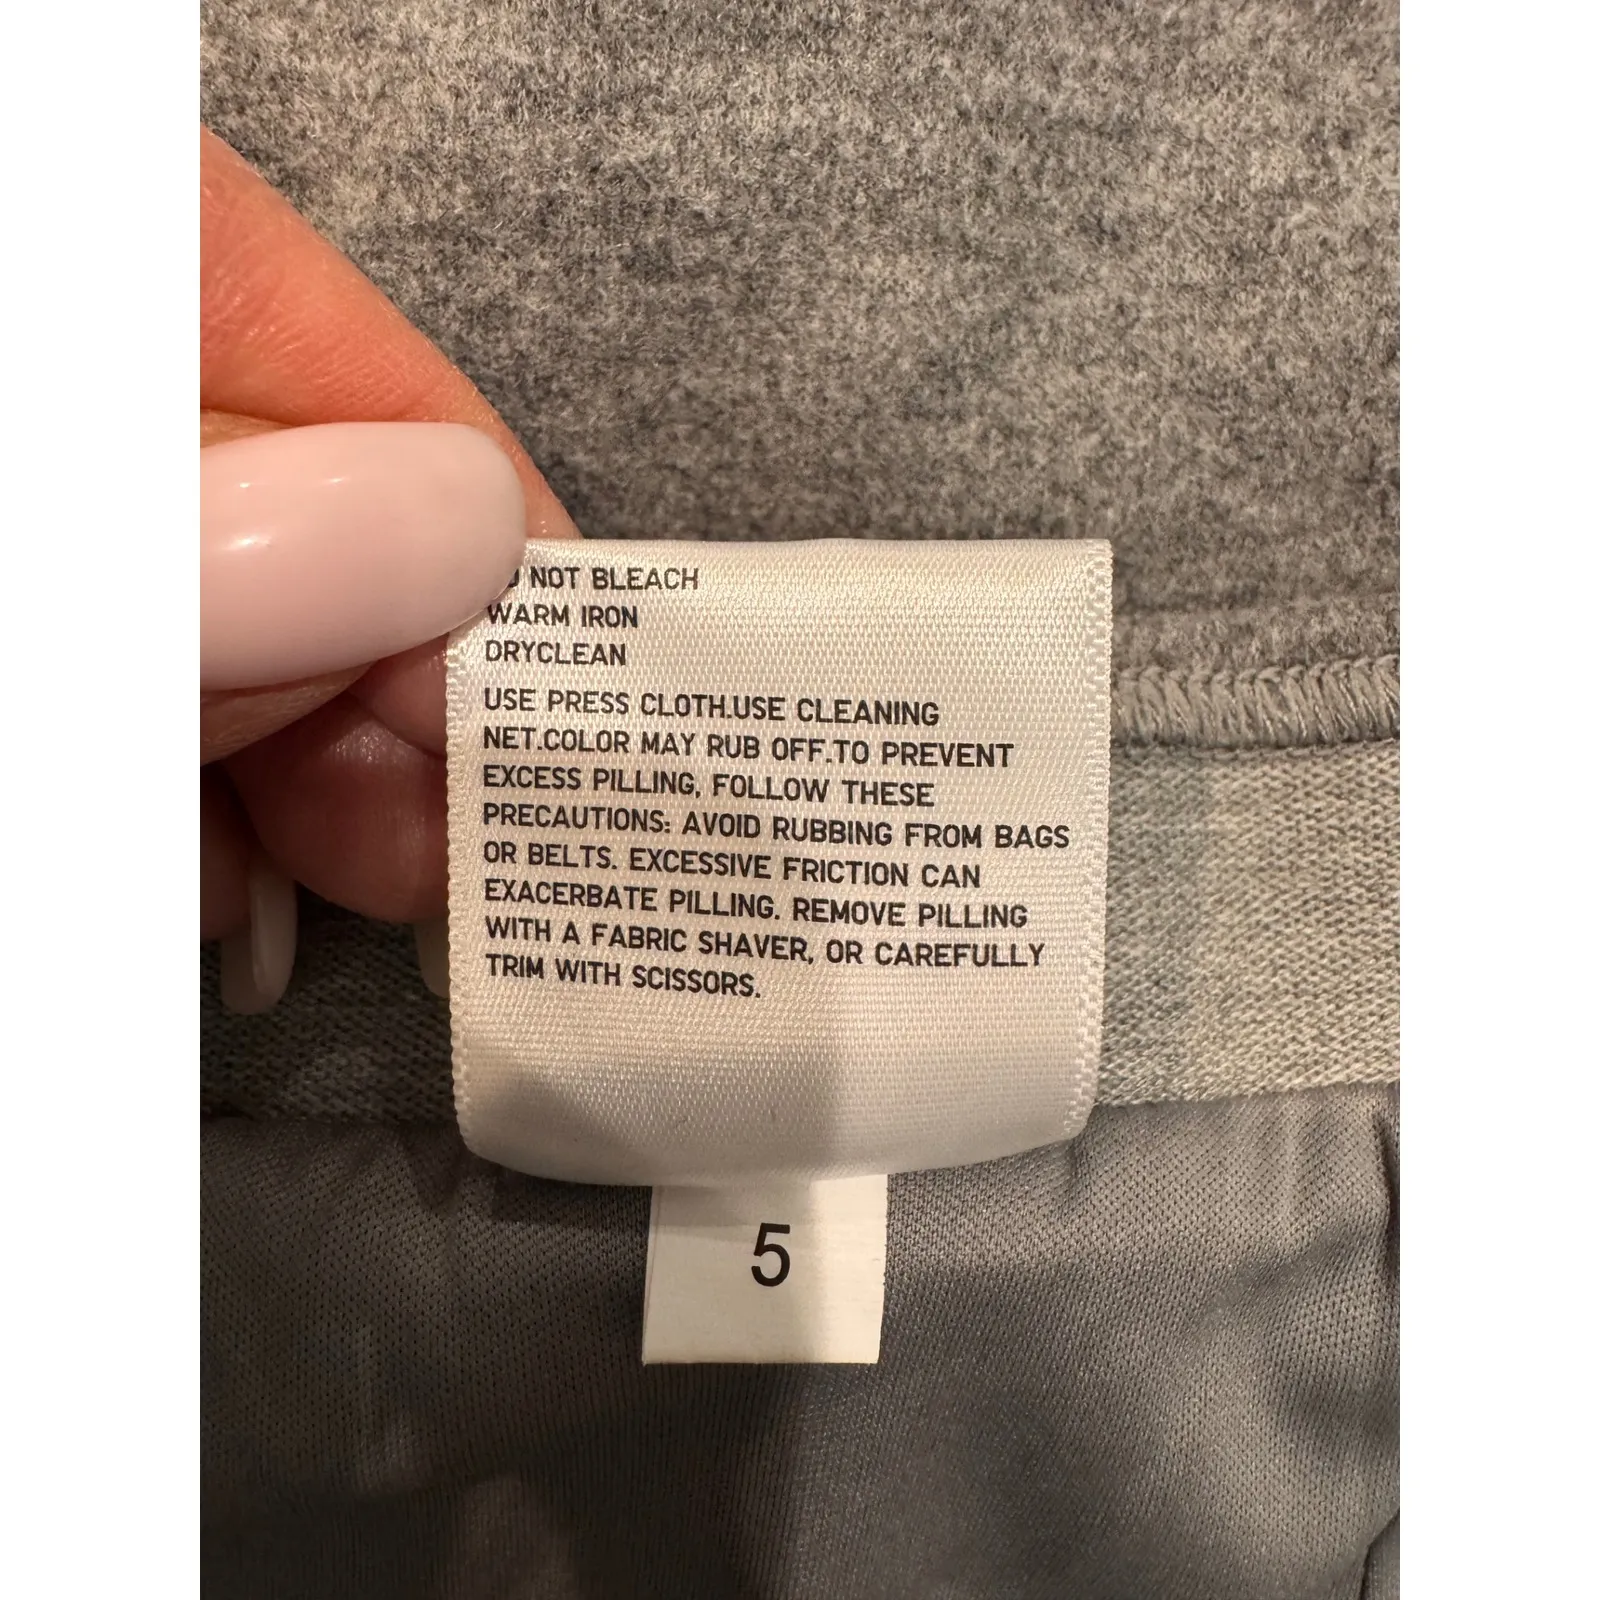 NOT BLEACH
WARM IRON
DRYCLEAN
USE PRESS CLOTH.USE CLEANING
NET.COLOR MAY RUB OFF.TO PREVENT
EXCESS PILLING, FOLLOW THESE
PRECAUTIONS: AVOID RUBBING FROM BAGS
OR BELTS. EXCESSIVE FRICTION CAN
EXACERBATE PILLING. REMOVE PILLING
WITH A FABRIC SHAVER, OR CAREFULLY
TRIM WITH SCISSORS.
5